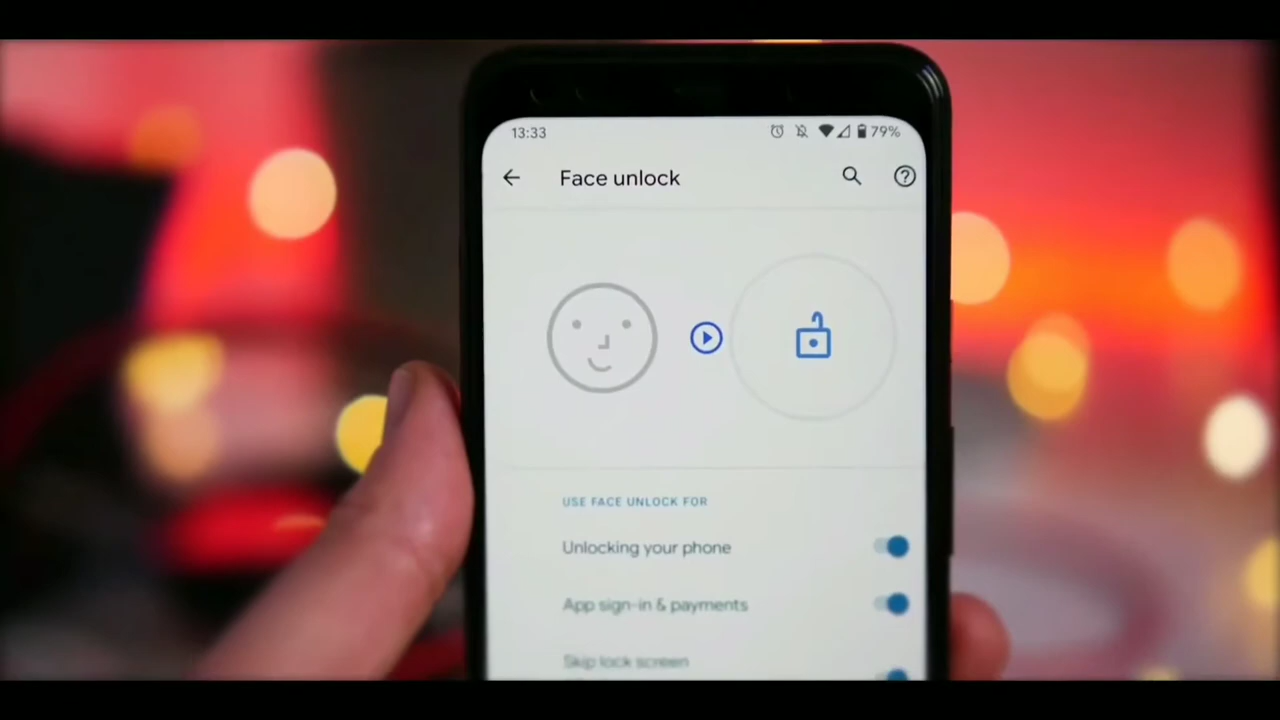 13:33
79%
Face unlock
USE FACE UNLOCK FOR
Unlocking your phone
App sign-in & payments
Skip lock screen